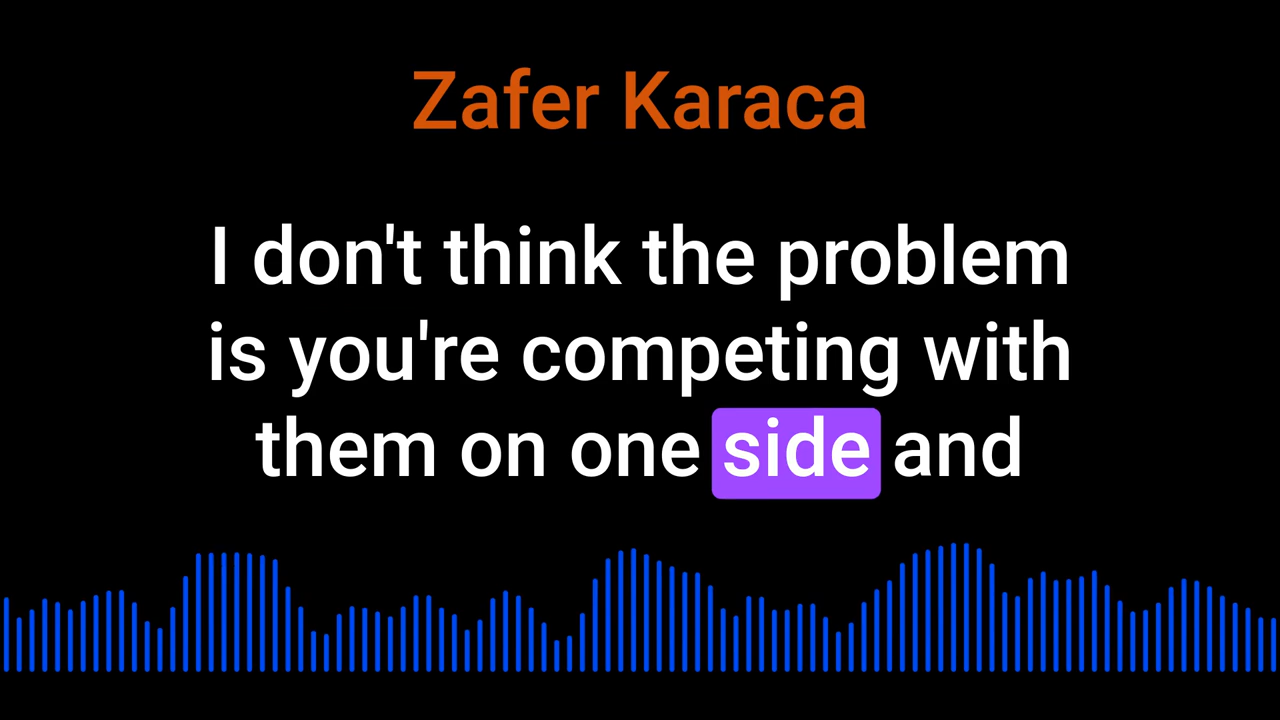 Zafer Karaca
I don't think the problem
is you're competing with
them on one side and